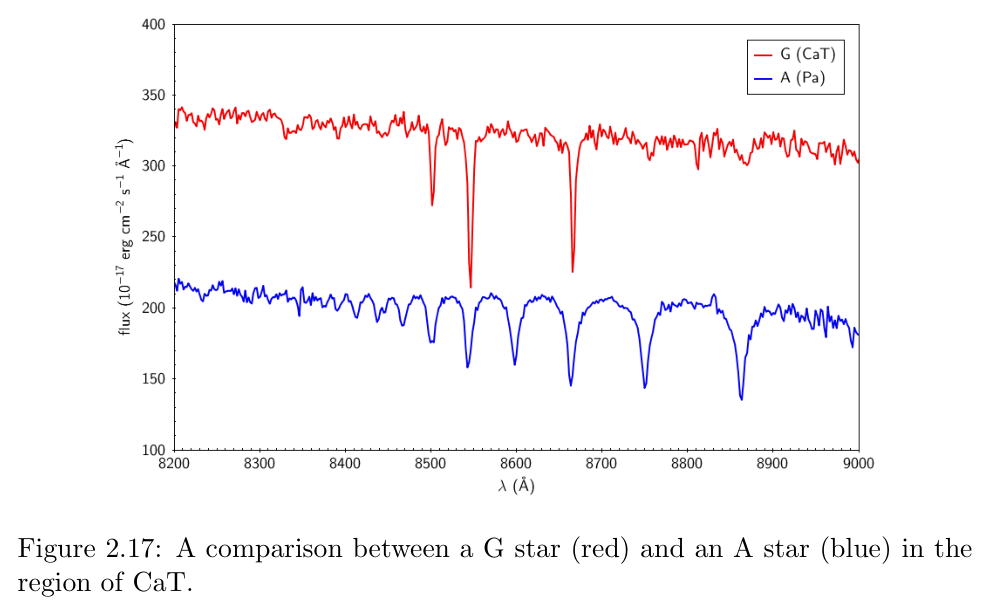 400
350
300
250
200
150
100
flux (10⁻¹⁷ erg cm⁻² s⁻¹ Å⁻¹)
G (CaT)
A (Pa)
8200 8300 8400 8500 8600 8700 8800 8900 9000
λ (Å)
Figure 2.17: A comparison between a G star (red) and an A star (blue) in the
region of CaT.